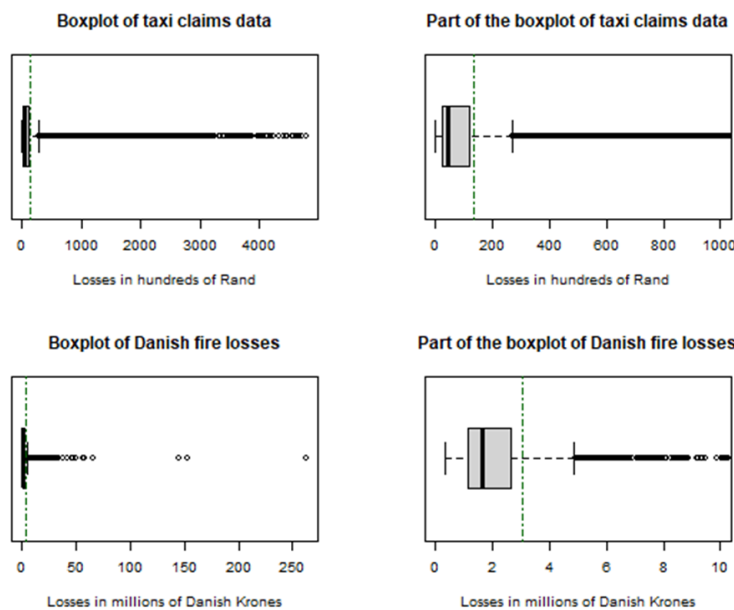 Boxplot of taxi claims data
0 1000 2000 3000 4000
Losses in hundreds of Rand
Part of the boxplot of taxi claims data
0 200 400 600 800 1000
Losses in hundreds of Rand
Boxplot of Danish fire losses
0 50 100 150 200 250
Losses in millions of Danish Krones
Part of the boxplot of Danish fire losses
0 2 4 6 8 10
Losses in millions of Danish Krones